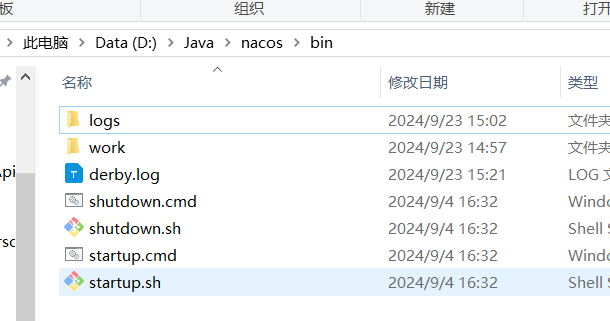 板 组织 新建 打开
此电脑 Data (D:) Java nacos bin
名称 修改日期 类型
logs 2024/9/23 15:02 文件夹
work 2024/9/23 14:57 文件夹
Api derby.log 2024/9/23 15:21 LOG 文
shutdown.cmd 2024/9/4 16:32 Windo
shutdown.sh 2024/9/4 16:32 Shell S
ersc startup.cmd 2024/9/4 16:32 Windo
startup.sh 2024/9/4 16:32 Shell S